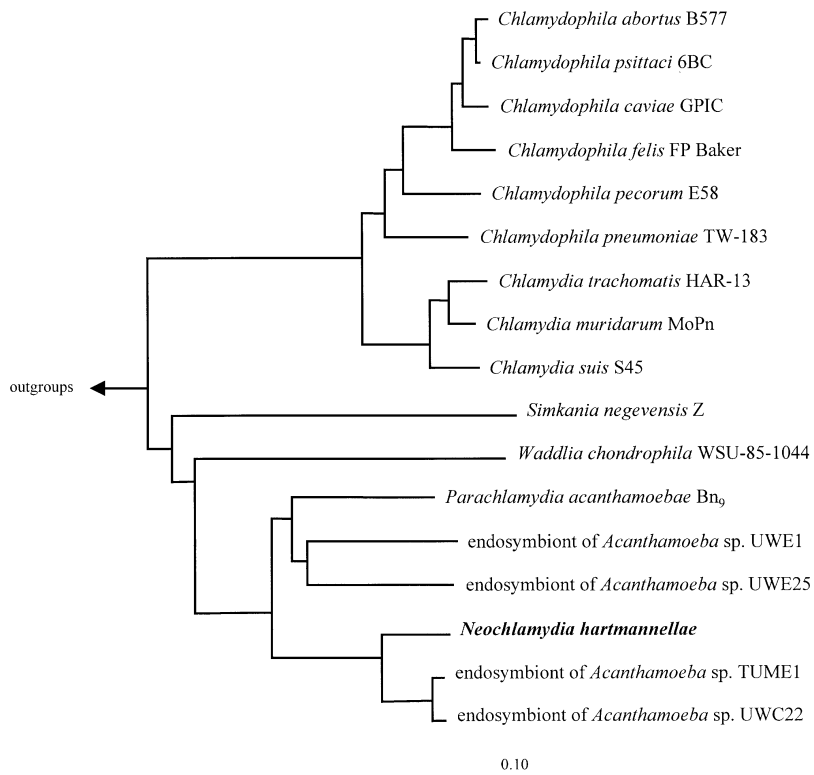 Chlamydophila abortus B577
Chlamydophila psittaci 6BC
Chlamydophila caviae GPIC
Chlamydophila felis FP Baker
Chlamydophila pecorum E58
Chlamydophila pneumoniae TW-183
Chlamydia trachomatis HAR-13
Chlamydia muridarum MoPn
Chlamydia suis S45
outgroups
Simkania negevensis Z
Waddlia chondrophila WSU-85-1044
Parachlamydia acanthamoebae Bn₉
endosymbiont of Acanthamoeba sp. UWE1
endosymbiont of Acanthamoeba sp. UWE25
Neochlamydia hartmannellae
endosymbiont of Acanthamoeba sp. TUME1
endosymbiont of Acanthamoeba sp. UWC22
0.10